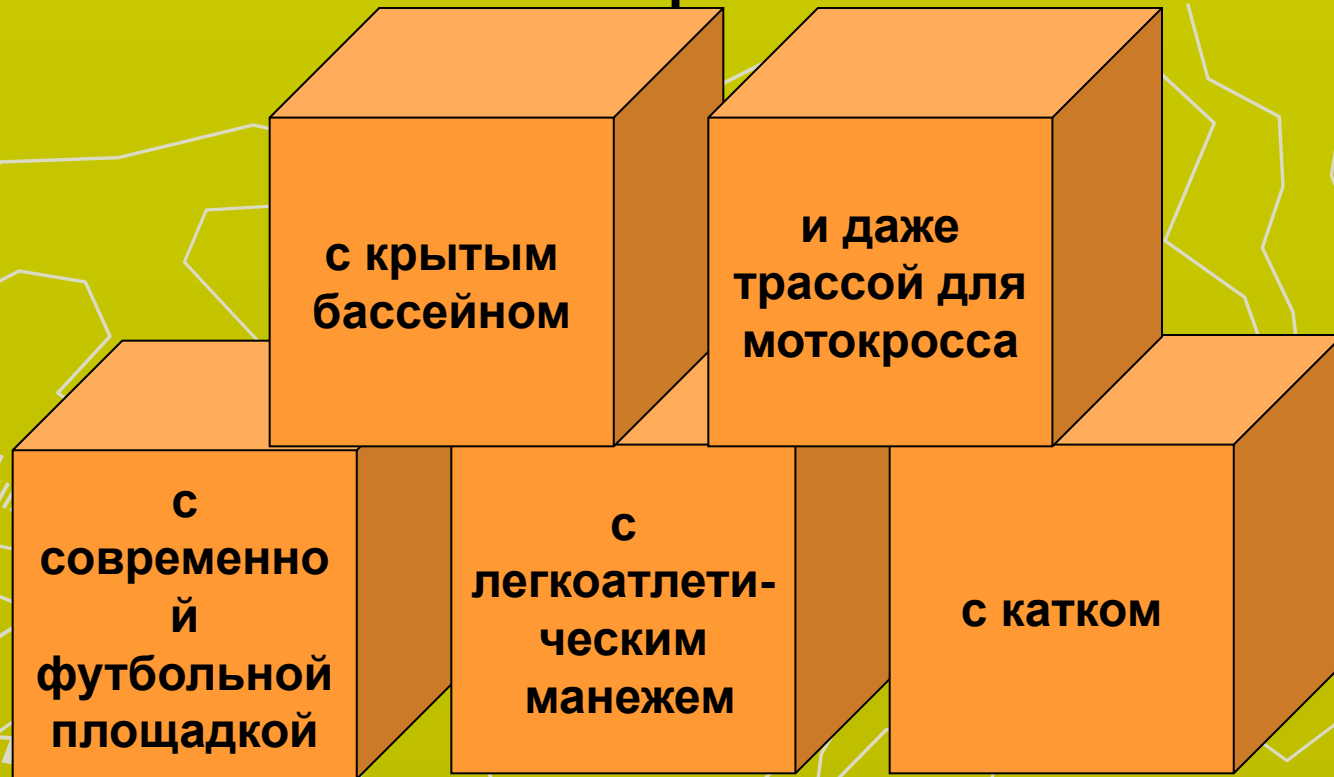 с крытым
бассейном
и даже
трассой для
мотокросса
с
современно
й
футбольной
площадкой
с
легкоатлети-
ческим
манежем
с катком